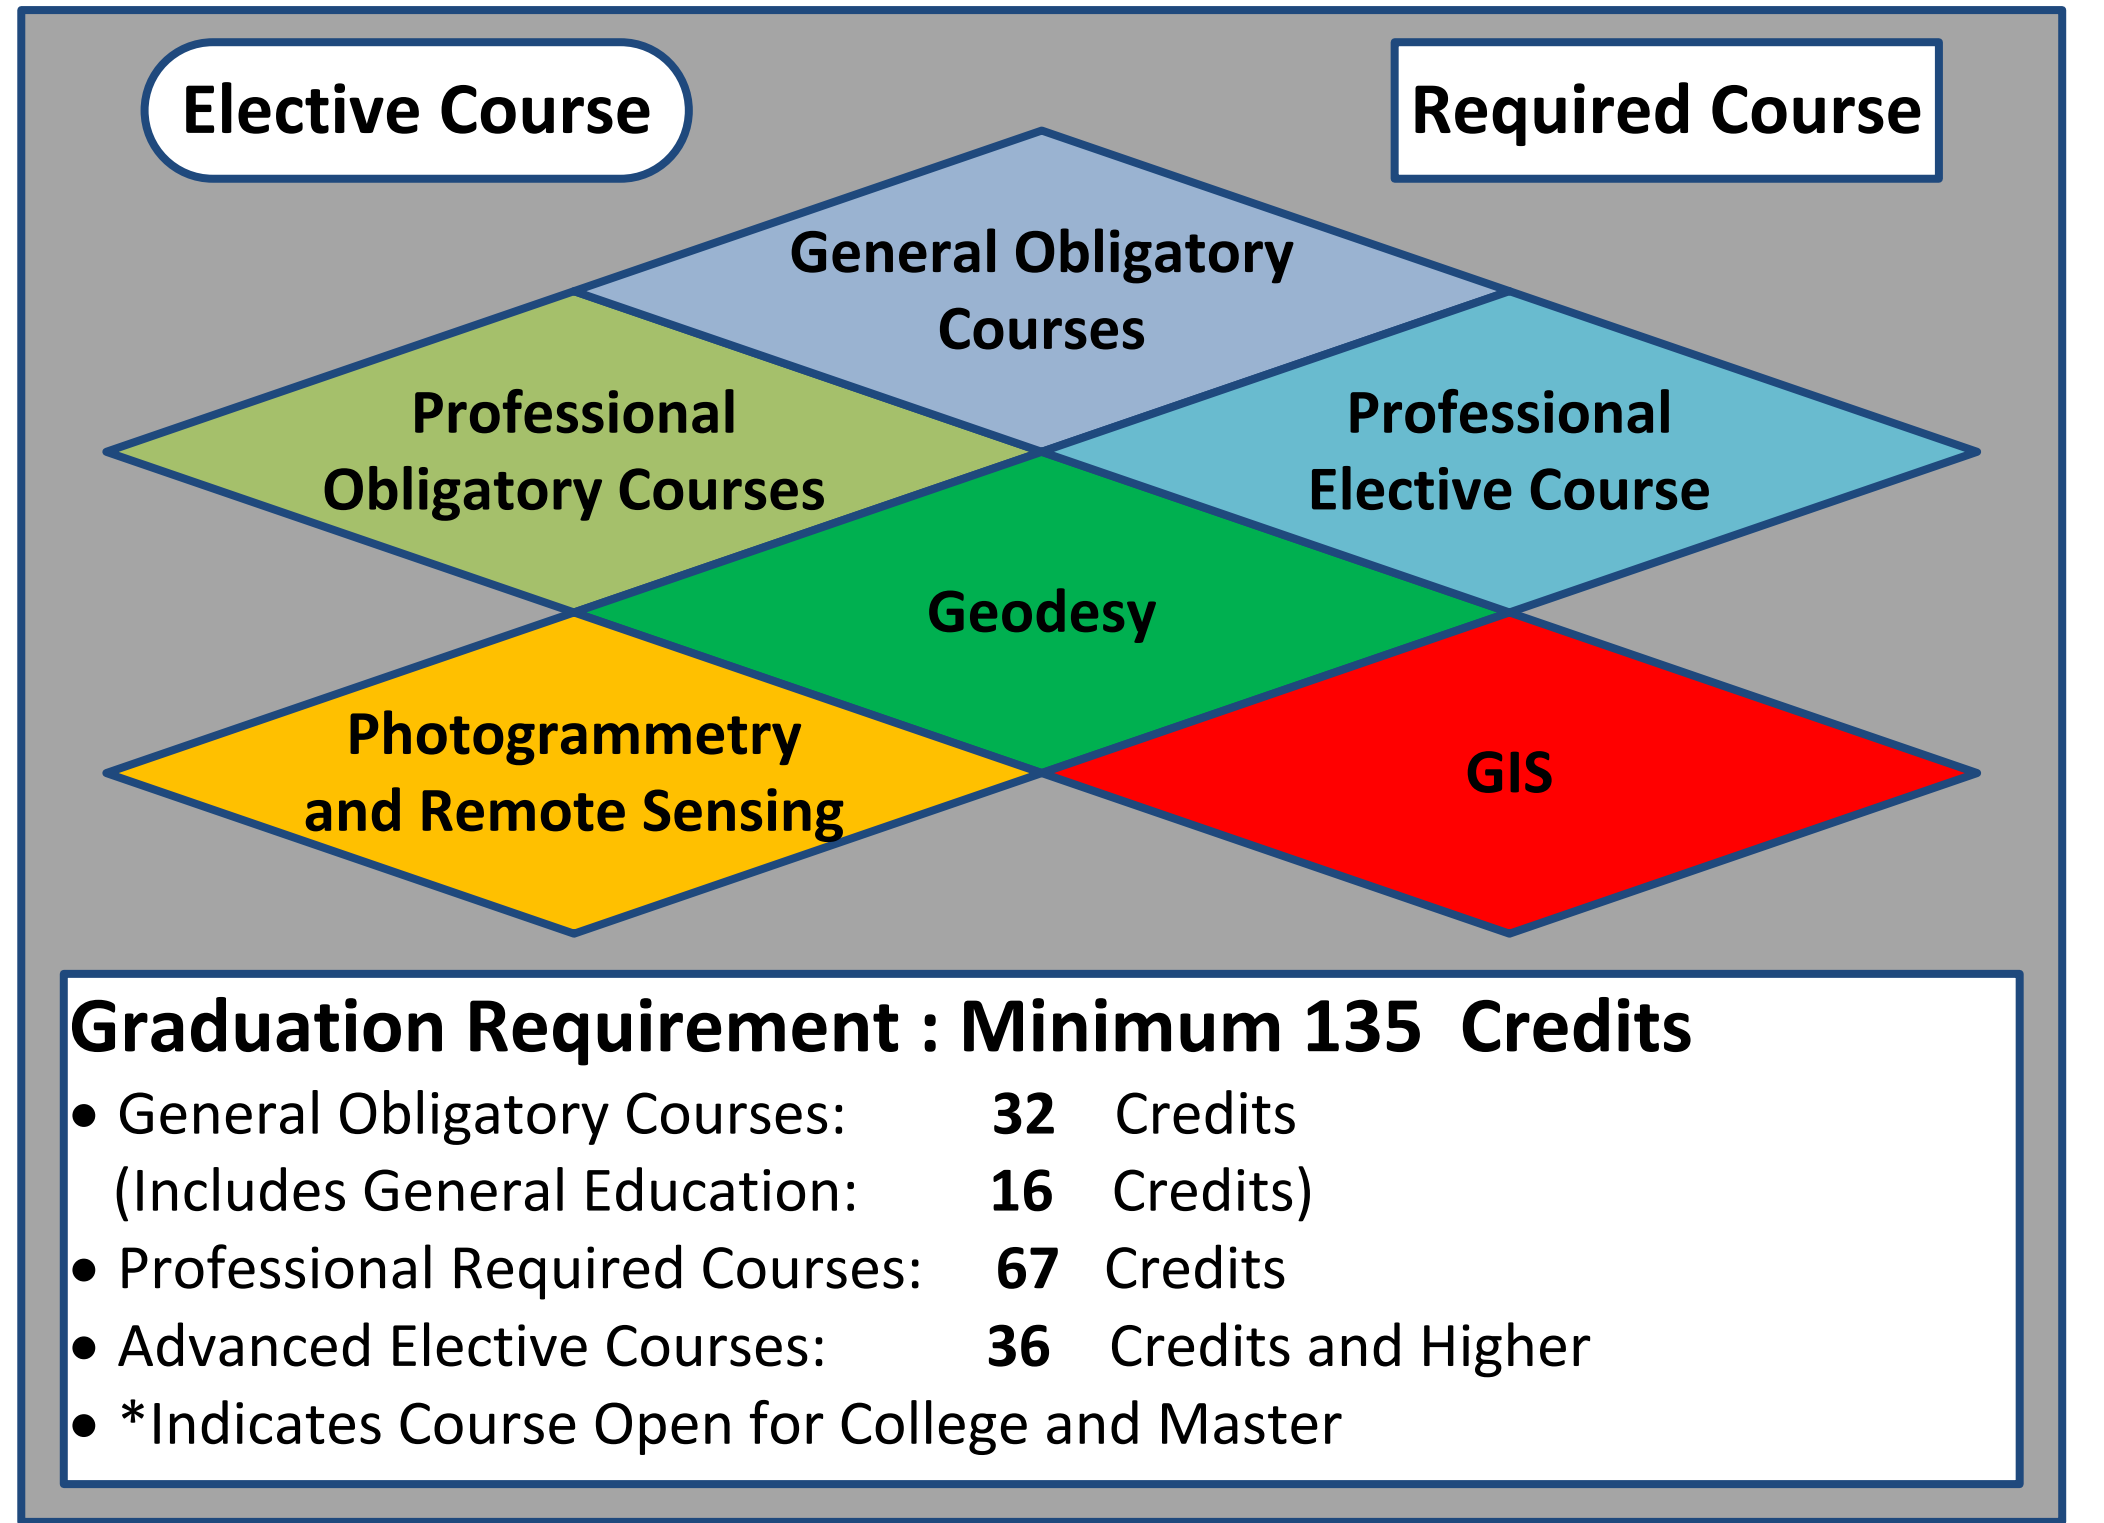 Elective Course
Required Course
General Obligatory
Courses
Professional
Obligatory Courses
Professional
Elective Course
Geodesy
Photogrammetry
and Remote Sensing
GIS
Graduation Requirement : Minimum 135 Credits
• General Obligatory Courses: 32 Credits
(Includes General Education: 16 Credits)
• Professional Required Courses: 67 Credits
• Advanced Elective Courses: 36 Credits and Higher
• *Indicates Course Open for College and Master